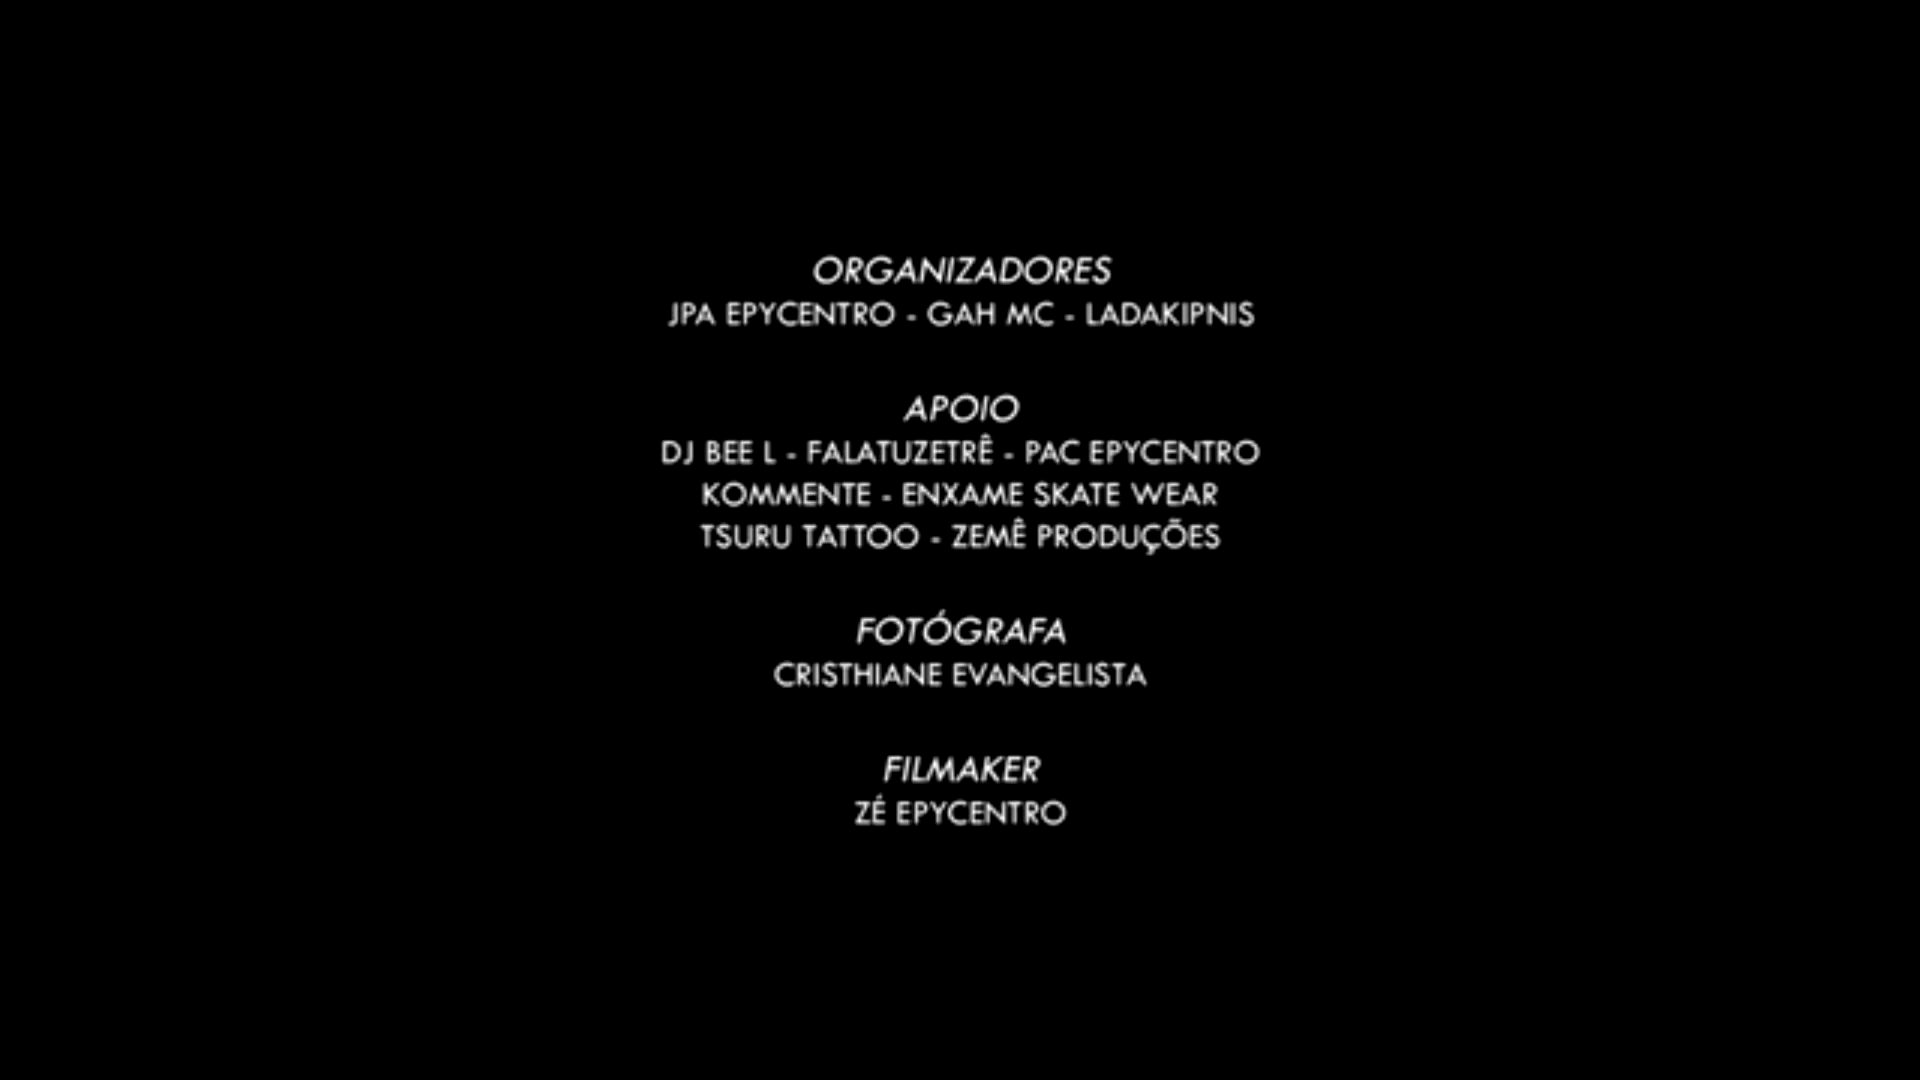 ORGANIZADORES
JPA EPYCENTRO - GAH MC - LADAKIPNIS
APOIO
DJ BEE L - FALATUZETRÊ - PAC EPYCENTRO
KOMMENTE - ENXAME SKATE WEAR
TSURU TATTOO - ZEMÊ PRODUÇÕES
FOTÓGRAFA
CRISTHIANE EVANGELISTA
FILMAKER
ZÉ EPYCENTRO